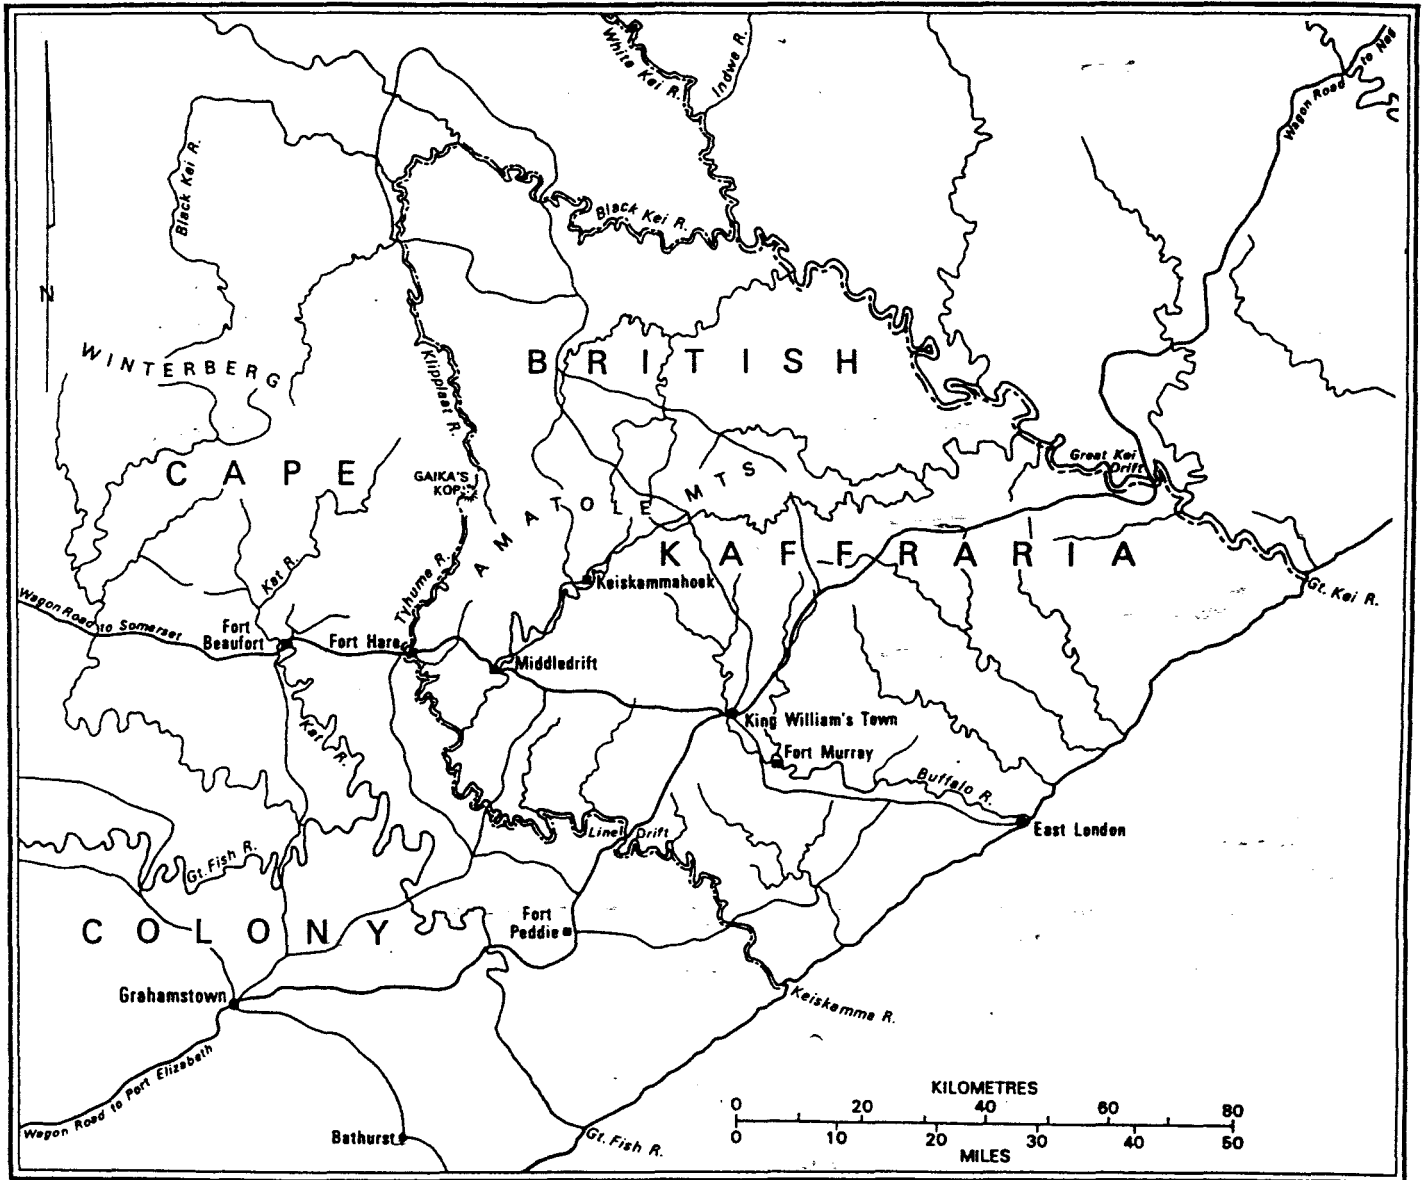 White Kei R.
Indwe R.
Wagon Road
to Nea
Black Kei R.
Black Kei R.
N
WINTERBERG
Klipplaat R.
BRITISH
CAPE
GAIKA'S
KOP
AMATOLE MTS
Great Kei
Drift
KAFFRARIA
Kat R.
Tyhume R.
Keiskammahoek
Gt. Kei R.
Wagon Road to Somerset
Fort
Beaufort
Fort Hare
Middledrift
Kat R.
King William's Town
Fort Murray
Buffalo R.
East London
Line Drift
Gt. Fish R.
COLONY
Fort
Peddie
Grahamstown
Keiskamma R.
Wagon Road to Port Elizabeth
Bathurst
Gt. Fish R.
KILOMETRES
0 20 40 60 80
0 10 20 30 40 50
MILES